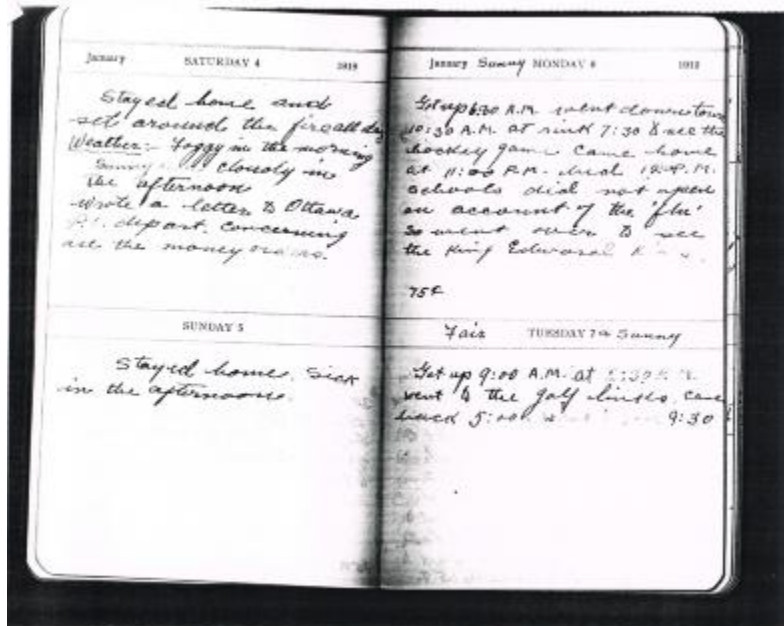 January SATURDAY 4 1919
Stayed home and
set around the fire all day
Weather:- Foggy in the morning
Sunny cloudy in
the afternoon
wrote a letter to Ottawa
depart. concerning
all the money
SUNDAY 5
Stayed home. Sick
in the afternoon.
January Sunny MONDAY 6 1919
Got up 6:30 A.M. went down town
10:30 A.M. at rink 7:30 to see the
hockey game came home
at 11:00 P.M. bed 12 P.M.
schools did not open
on account of the 'flu'
so went over to see
the King Edward
75¢
Fair TUESDAY 7 Sunny
Got up 9:00 A.M. at
went to the golf links. came
back 5:00 9:30